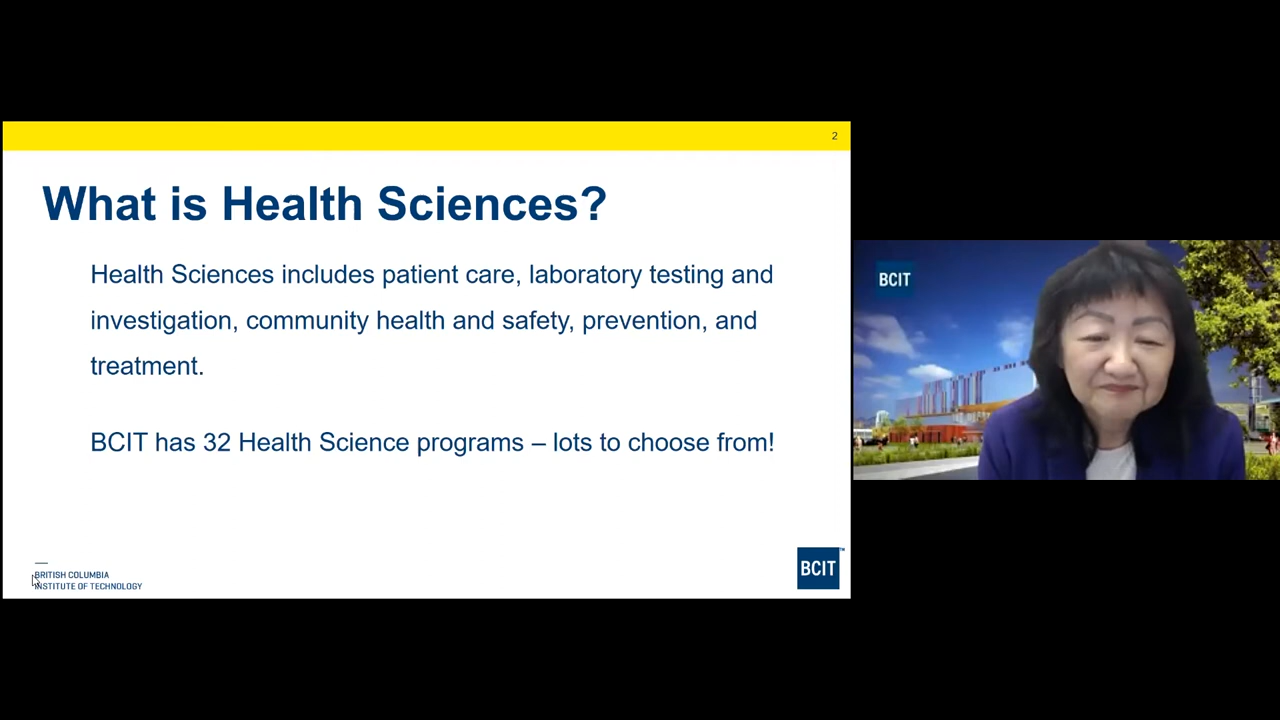 2
What is Health Sciences?
Health Sciences includes patient care, laboratory testing and
investigation, community health and safety, prevention, and
treatment.
BCIT has 32 Health Science programs – lots to choose from!
BRITISH COLUMBIA
INSTITUTE OF TECHNOLOGY
BCIT™
BCIT